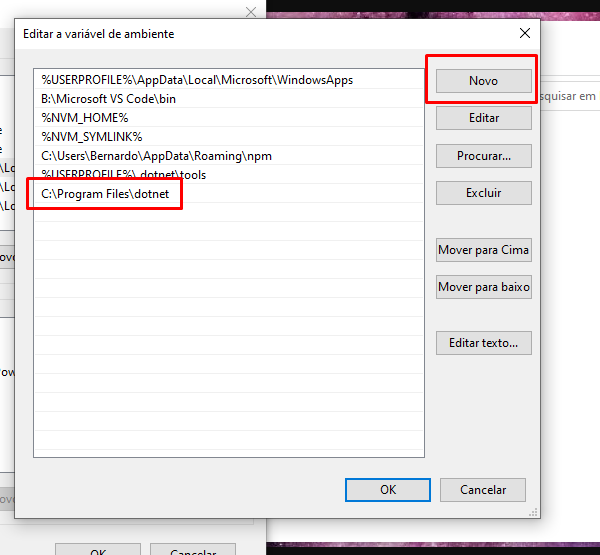 Editar a variável de ambiente
%USERPROFILE%\AppData\Local\Microsoft\WindowsApps
B:\Microsoft VS Code\bin
%NVM_HOME%
%NVM_SYMLINK%
C:\Users\Bernardo\AppData\Roaming\npm
%USERPROFILE%\.dotnet\tools
C:\Program Files\dotnet
Novo
Editar
Procurar...
Excluir
Mover para Cima
Mover para baixo
Editar texto...
OK
Cancelar
squisar em
OK
Cancelar